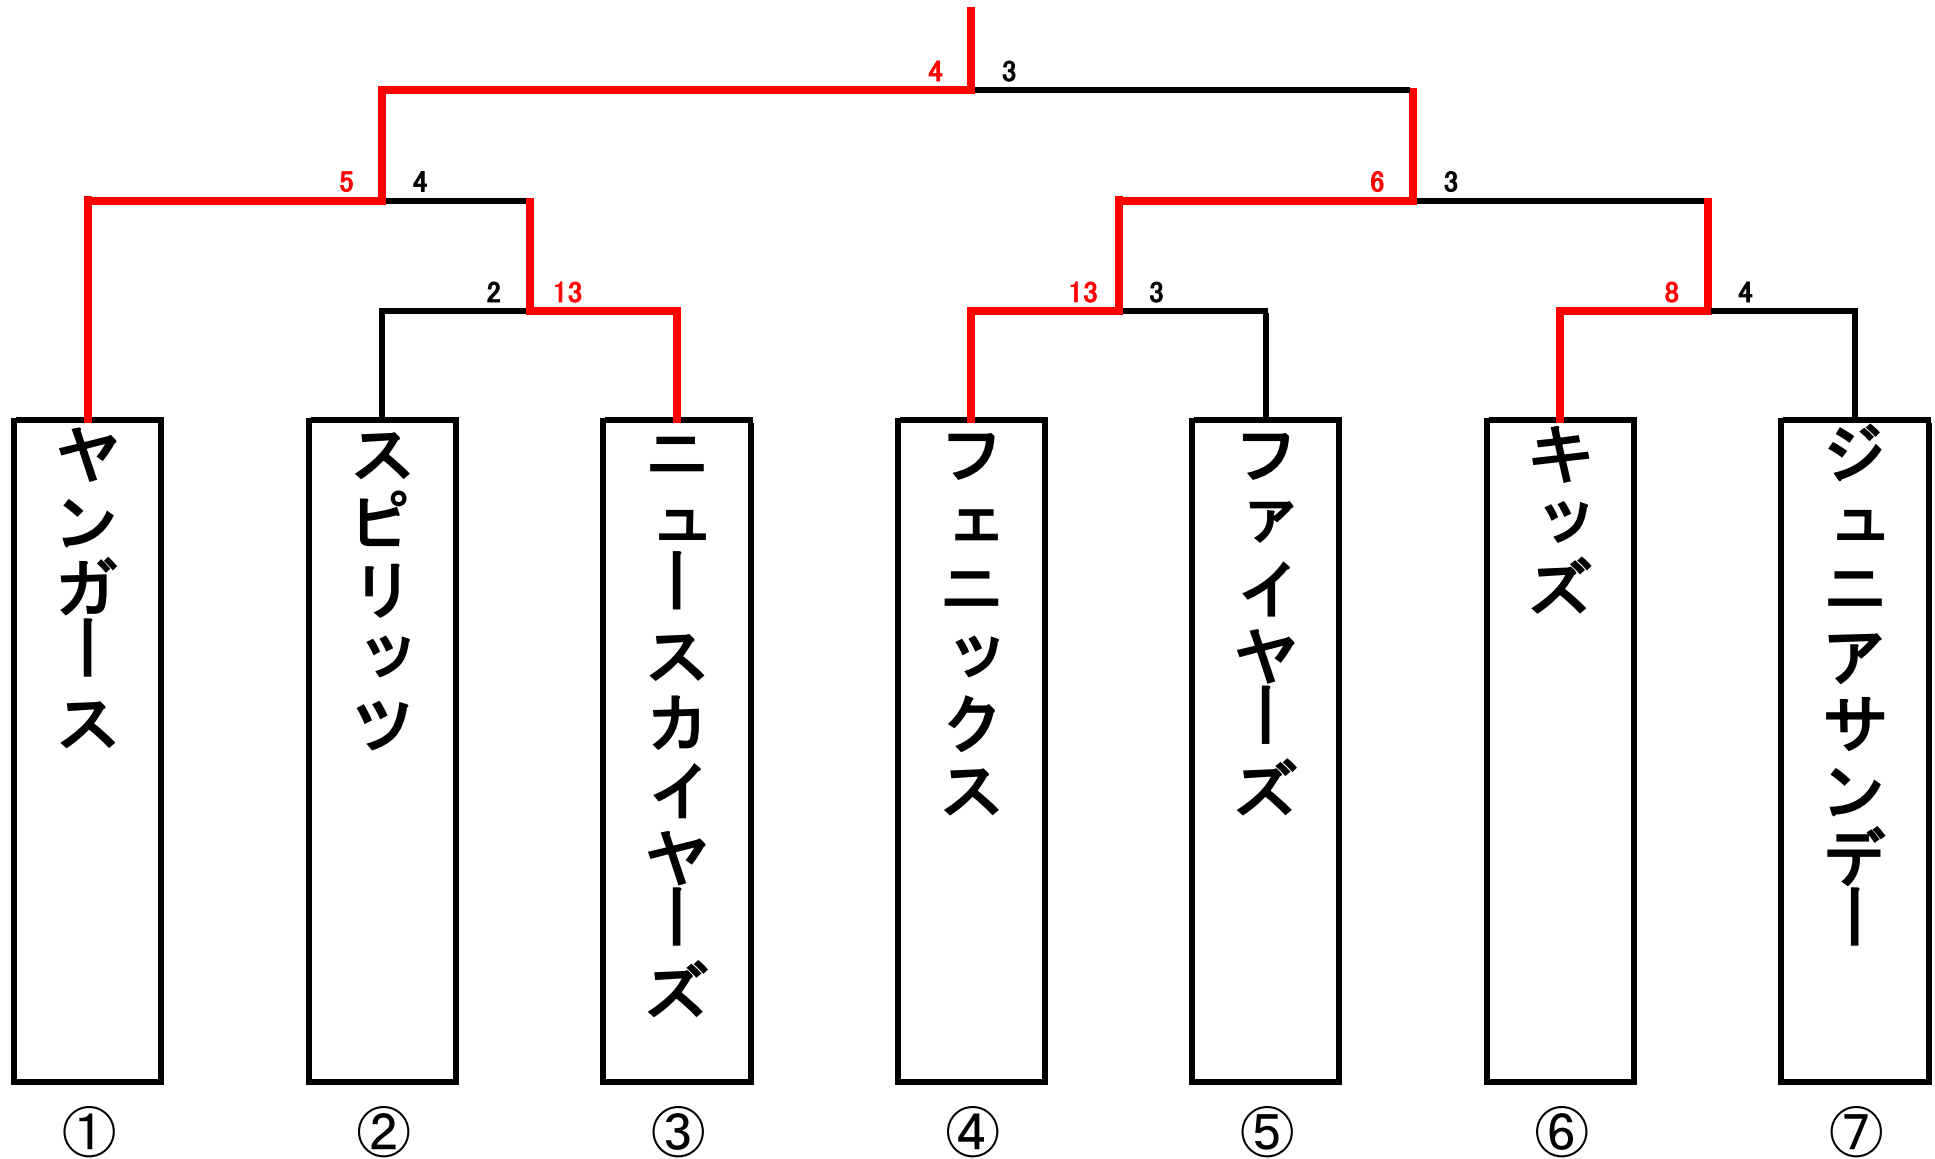 4 3
5 4 6 3
2 13 13 3 8 4
ヤンガース
スピリッツ
ニュースカイヤーズ
フェニックス
ファイヤーズ
キッズ
ジュニアサンデー
① ② ③ ④ ⑤ ⑥ ⑦